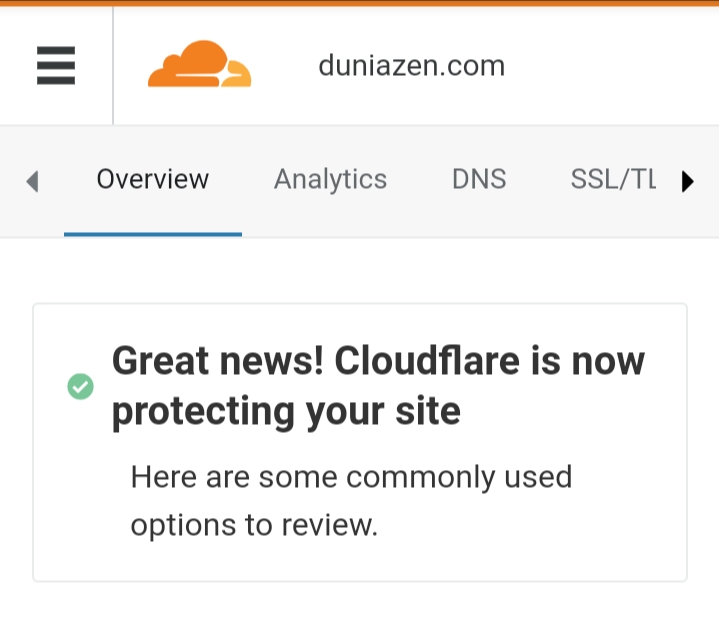 duniazen.com
Overview Analytics DNS SSL/TL
Great news! Cloudflare is now
protecting your site
Here are some commonly used
options to review.